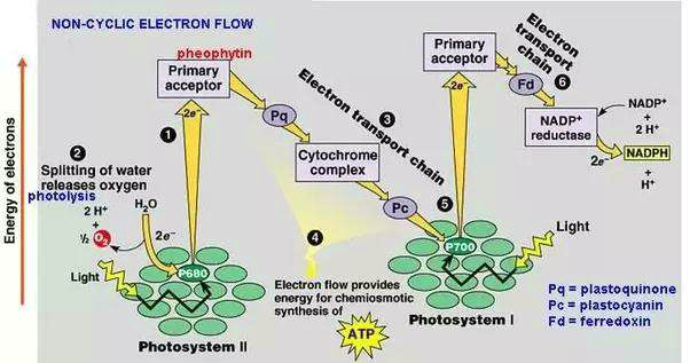 NON-CYCLIC ELECTRON FLOW
Energy of electrons
pheophytin
Primary
acceptor
2e⁻
1
2
Splitting of water
releases oxygen
photolysis
2 H⁺
+
½ O₂
H₂O
2e⁻
Light
P680
Photosystem II
Pq
Electron transport chain
3
Cytochrome
complex
Pc
4
Electron flow provides
energy for chemiosmotic
synthesis of
ATP
5
P700
Photosystem I
Light
Primary
acceptor
2e⁻
Electron
transport
chain
6
Fd
NADP⁺
reductase
NADP⁺
+
2 H⁺
2e⁻
NADPH
+
H⁺
Pq = plastoquinone
Pc = plastocyanin
Fd = ferredoxin